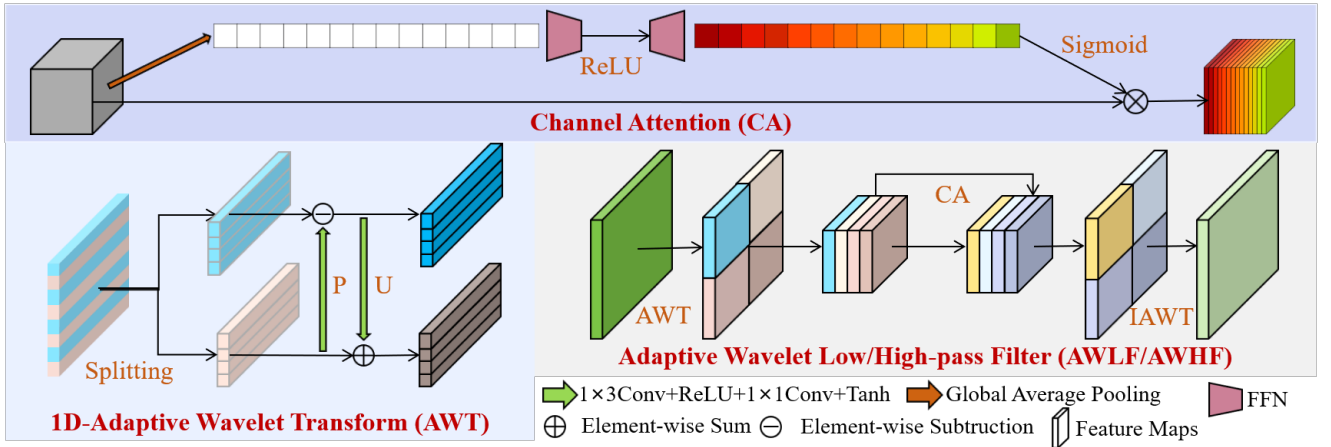 ReLU
Sigmoid
Channel Attention (CA)
P
U
Splitting
1D-Adaptive Wavelet Transform (AWT)
CA
AWT
IAWT
Adaptive Wavelet Low/High-pass Filter (AWLF/AWHF)
1×3Conv+ReLU+1×1Conv+Tanh
Global Average Pooling
FFN
Element-wise Sum
Element-wise Subtruction
Feature Maps